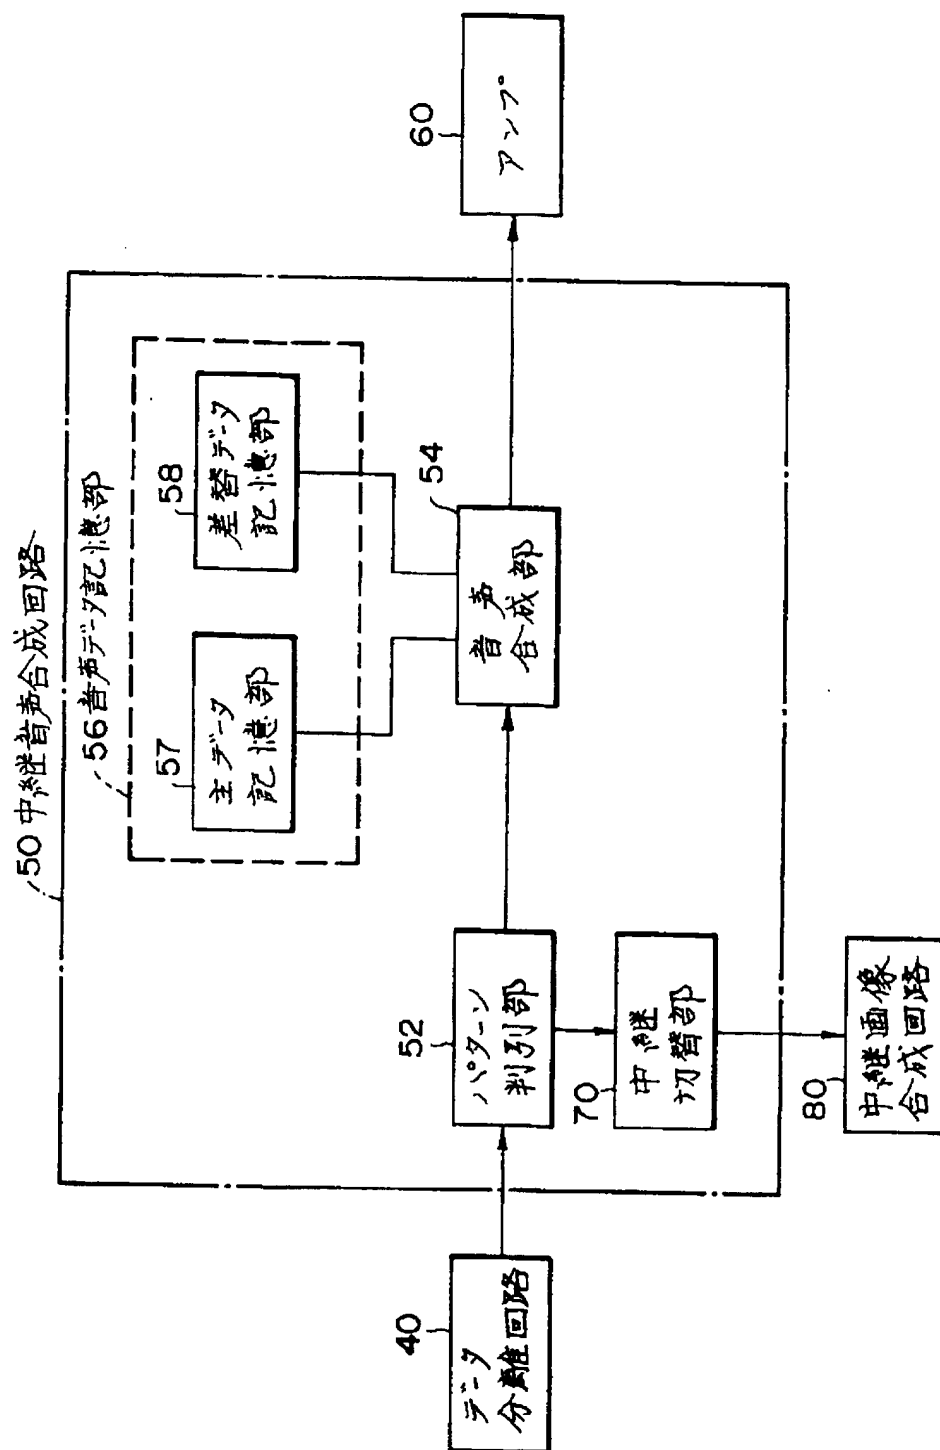 50 中継音声合成回路
56 音声データ記憶部
57
主データ
記憶部
58
差替データ
記憶部
40
データ
分離回路
52
パターン
判別部
54
音声
合成部
60
アンプ
70
中継
切替部
80
中継画像
合成回路